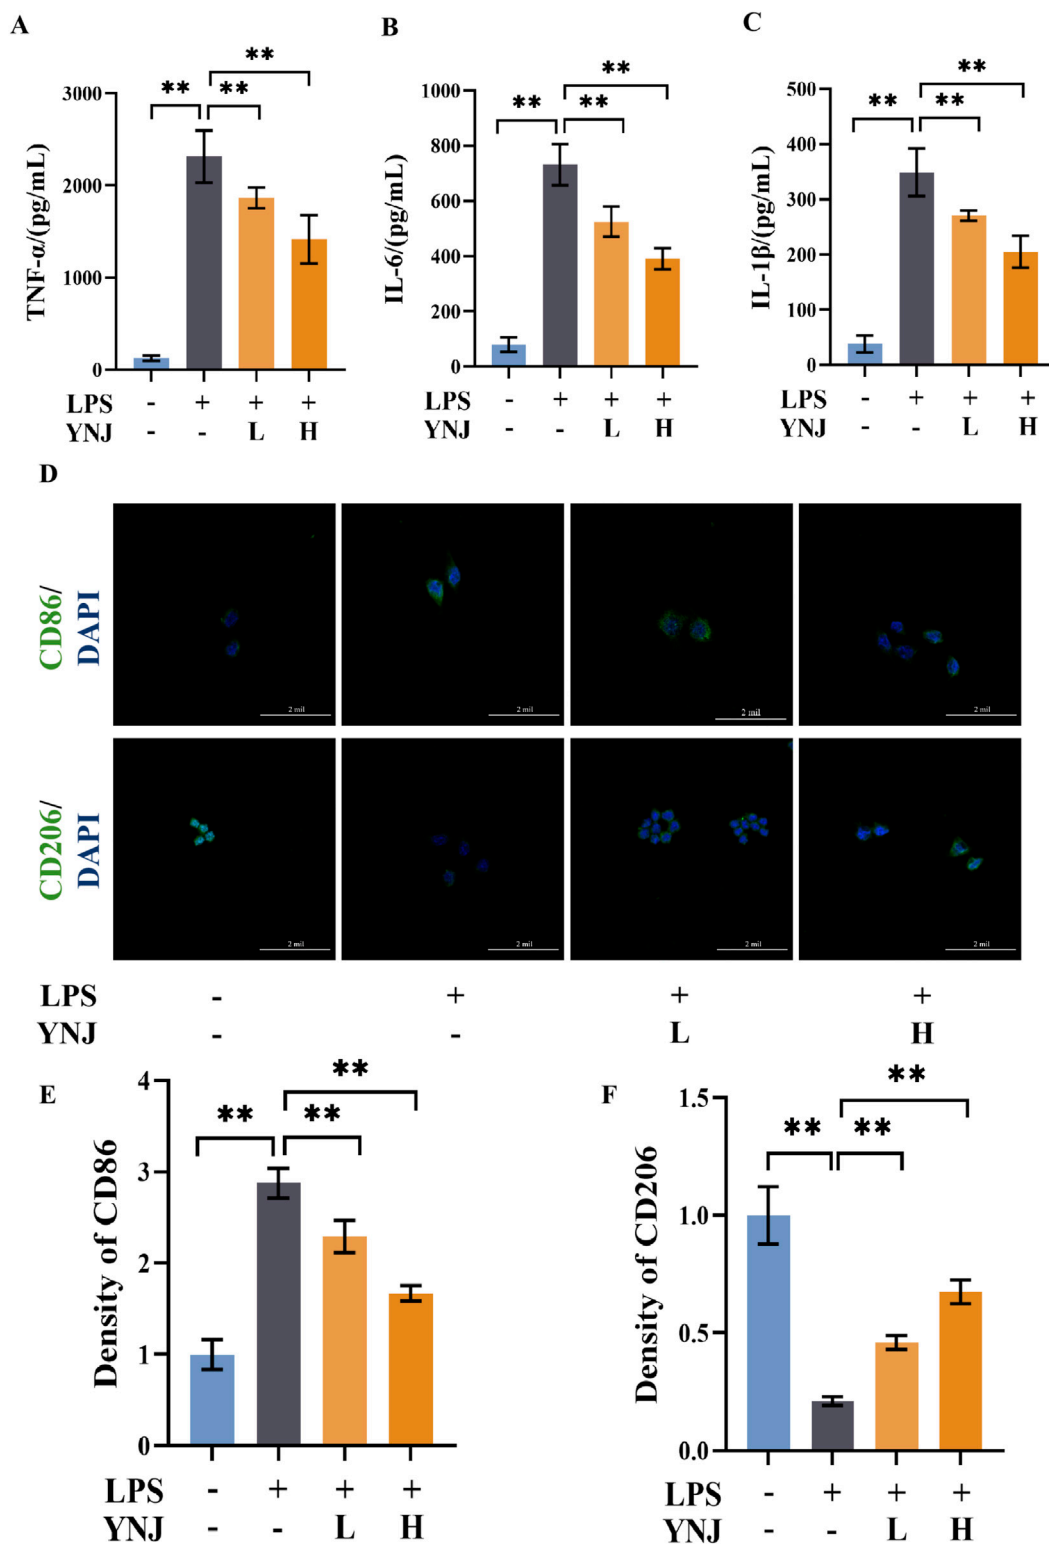 A
** **
**
TNF-α/(pg/mL)
3000
2000
1000
0
LPS - + + +
YNJ - - L H
B
**
** **
IL-6/(pg/mL)
1000
800
600
400
200
0
LPS - + + +
YNJ - - L H
C
**
** **
IL-1β/(pg/mL)
500
400
300
200
100
0
LPS - + + +
YNJ - - L H
D
CD86/
DAPI
2 mil
2 mil
2 mil
2 mil
CD206/
DAPI
2 mil
2 mil
2 mil
2 mil
LPS - + + +
YNJ - - L H
E
**
** **
Density of CD86
4
3
2
1
0
LPS - + + +
YNJ - - L H
F
**
** **
Density of CD206
1.5
1.0
0.5
0.0
LPS - + + +
YNJ - - L H